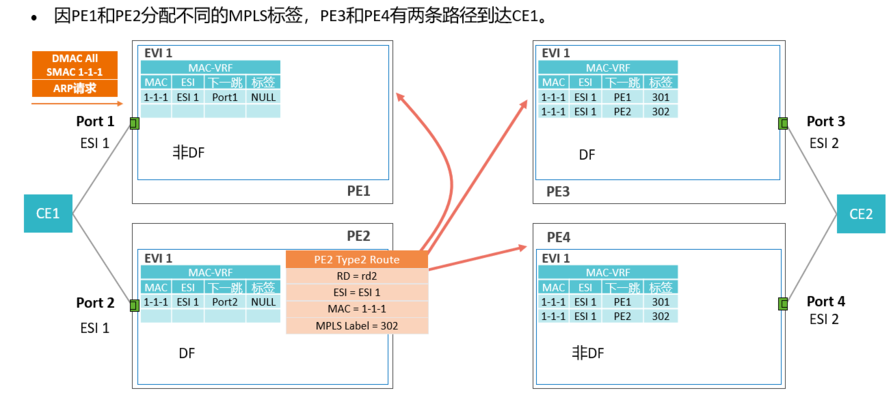 • 因PE1和PE2分配不同的MPLS标签，PE3和PE4有两条路径到达CE1。
DMAC All
SMAC 1-1-1
ARP请求
Port 1
ESI 1
CE1
Port 2
ESI 1
EVI 1
MAC-VRF
MAC ESI 下一跳 标签
1-1-1 ESI 1 Port1 NULL
非DF
PE1
PE2
EVI 1
MAC-VRF
MAC ESI 下一跳 标签
1-1-1 ESI 1 Port2 NULL
DF
PE2 Type2 Route
RD = rd2
ESI = ESI 1
MAC = 1-1-1
MPLS Label = 302
EVI 1
MAC-VRF
MAC ESI 下一跳 标签
1-1-1 ESI 1 PE1 301
1-1-1 ESI 1 PE2 302
DF
PE3
PE4
EVI 1
MAC-VRF
MAC ESI 下一跳 标签
1-1-1 ESI 1 PE1 301
1-1-1 ESI 1 PE2 302
非DF
Port 3
ESI 2
CE2
Port 4
ESI 2